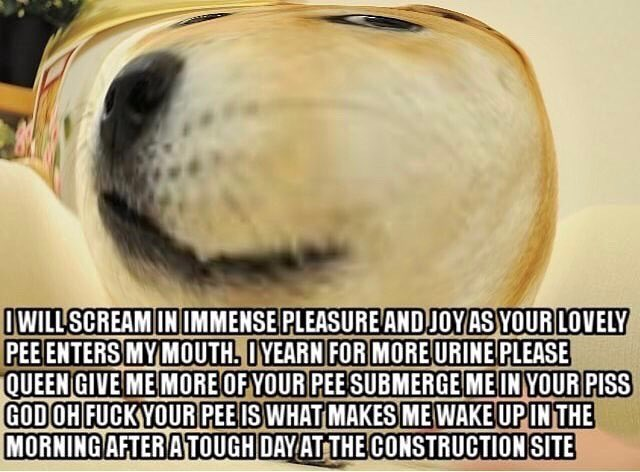 I WILL SCREAM IN IMMENSE PLEASURE AND JOY AS YOUR LOVELY
PEE ENTERS MY MOUTH. I YEARN FOR MORE URINE PLEASE
QUEEN GIVE ME MORE OF YOUR PEE SUBMERGE ME IN YOUR PISS
GOD OH FUCK YOUR PEE IS WHAT MAKES ME WAKE UP IN THE
MORNING AFTER A TOUGH DAY AT THE CONSTRUCTION SITE